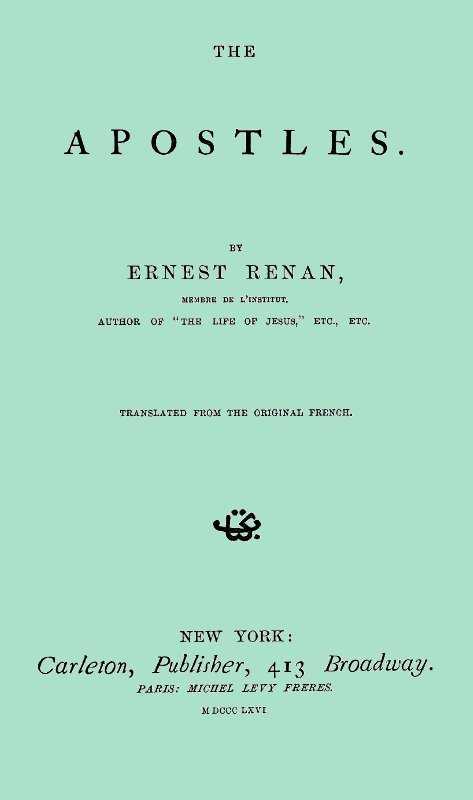 THE
APOSTLES.
BY
ERNEST RENAN,
MEMBRE DE L'INSTITUT,
AUTHOR OF "THE LIFE OF JESUS," ETC., ETC.
TRANSLATED FROM THE ORIGINAL FRENCH.
NEW YORK:
Carleton, Publisher, 413 Broadway.
PARIS: MICHEL LEVY FRERES.
M DCCC LXVI